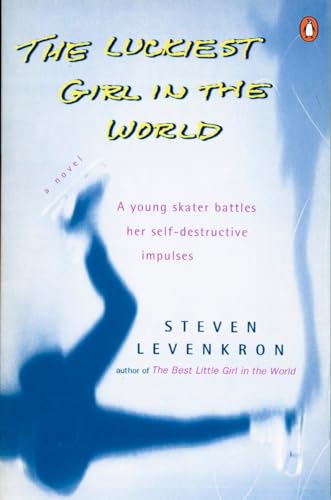 THE LUCKIEST
GIRL IN THE
WORLD
a novel
A young skater battles
her self-destructive
impulses
STEVEN
LEVENKRON
author of The Best Little Girl in the World